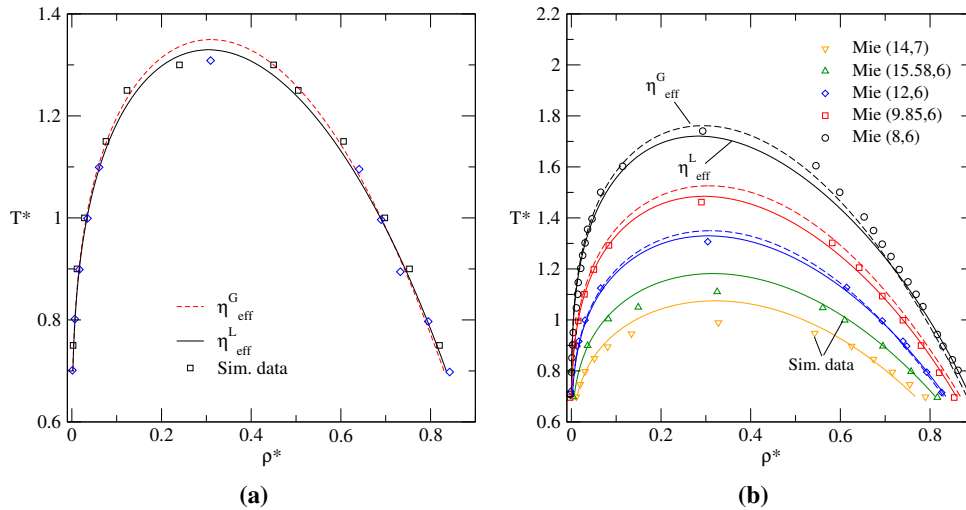 1.4
1.2
T*
1
0.8
0.6
0
0.2
0.4
0.6
0.8
ρ*
η^G_eff
η^L_eff
Sim. data
(a)
2.2
2
1.8
1.6
1.4
T*
1.2
1
0.8
0.6
0
0.2
0.4
0.6
0.8
ρ*
Mie (14,7)
Mie (15.58,6)
Mie (12,6)
Mie (9.85,6)
Mie (8,6)
η^G_eff
η^L_eff
Sim. data
(b)